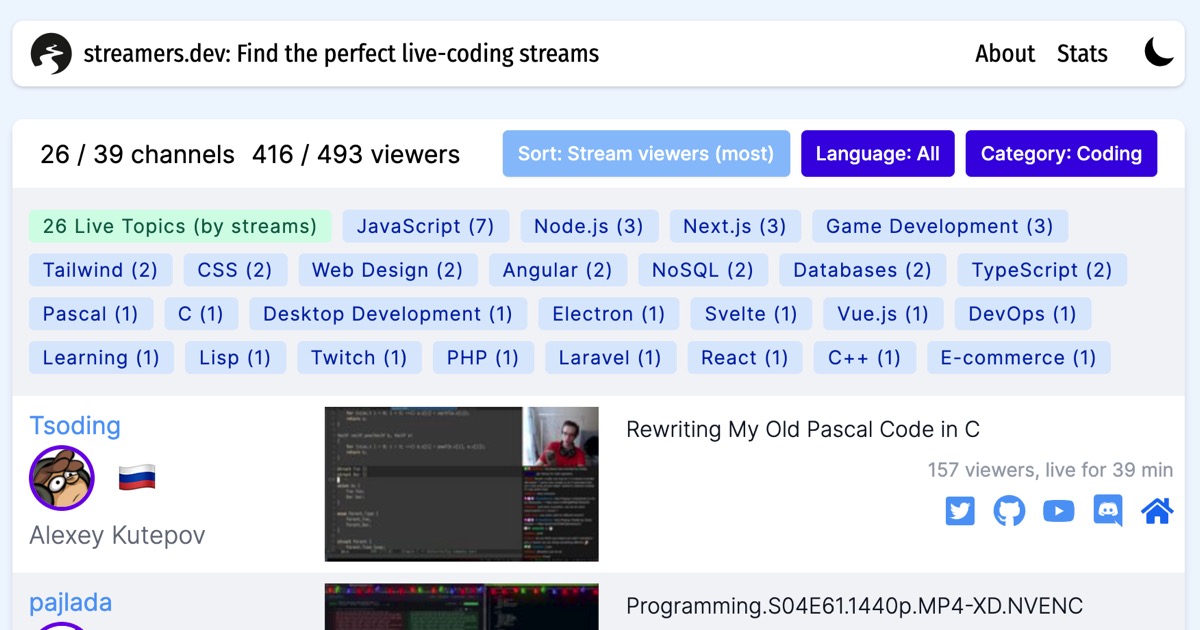 streamers.dev: Find the perfect live-coding streams About Stats
26 / 39 channels 416 / 493 viewers Sort: Stream viewers (most) Language: All Category: Coding
26 Live Topics (by streams) JavaScript (7) Node.js (3) Next.js (3) Game Development (3)
Tailwind (2) CSS (2) Web Design (2) Angular (2) NoSQL (2) Databases (2) TypeScript (2)
Pascal (1) C (1) Desktop Development (1) Electron (1) Svelte (1) Vue.js (1) DevOps (1)
Learning (1) Lisp (1) Twitch (1) PHP (1) Laravel (1) React (1) C++ (1) E-commerce (1)
Tsoding
Rewriting My Old Pascal Code in C
157 viewers, live for 39 min
Alexey Kutepov
pajlada
Programming.S04E61.1440p.MP4-XD.NVENC